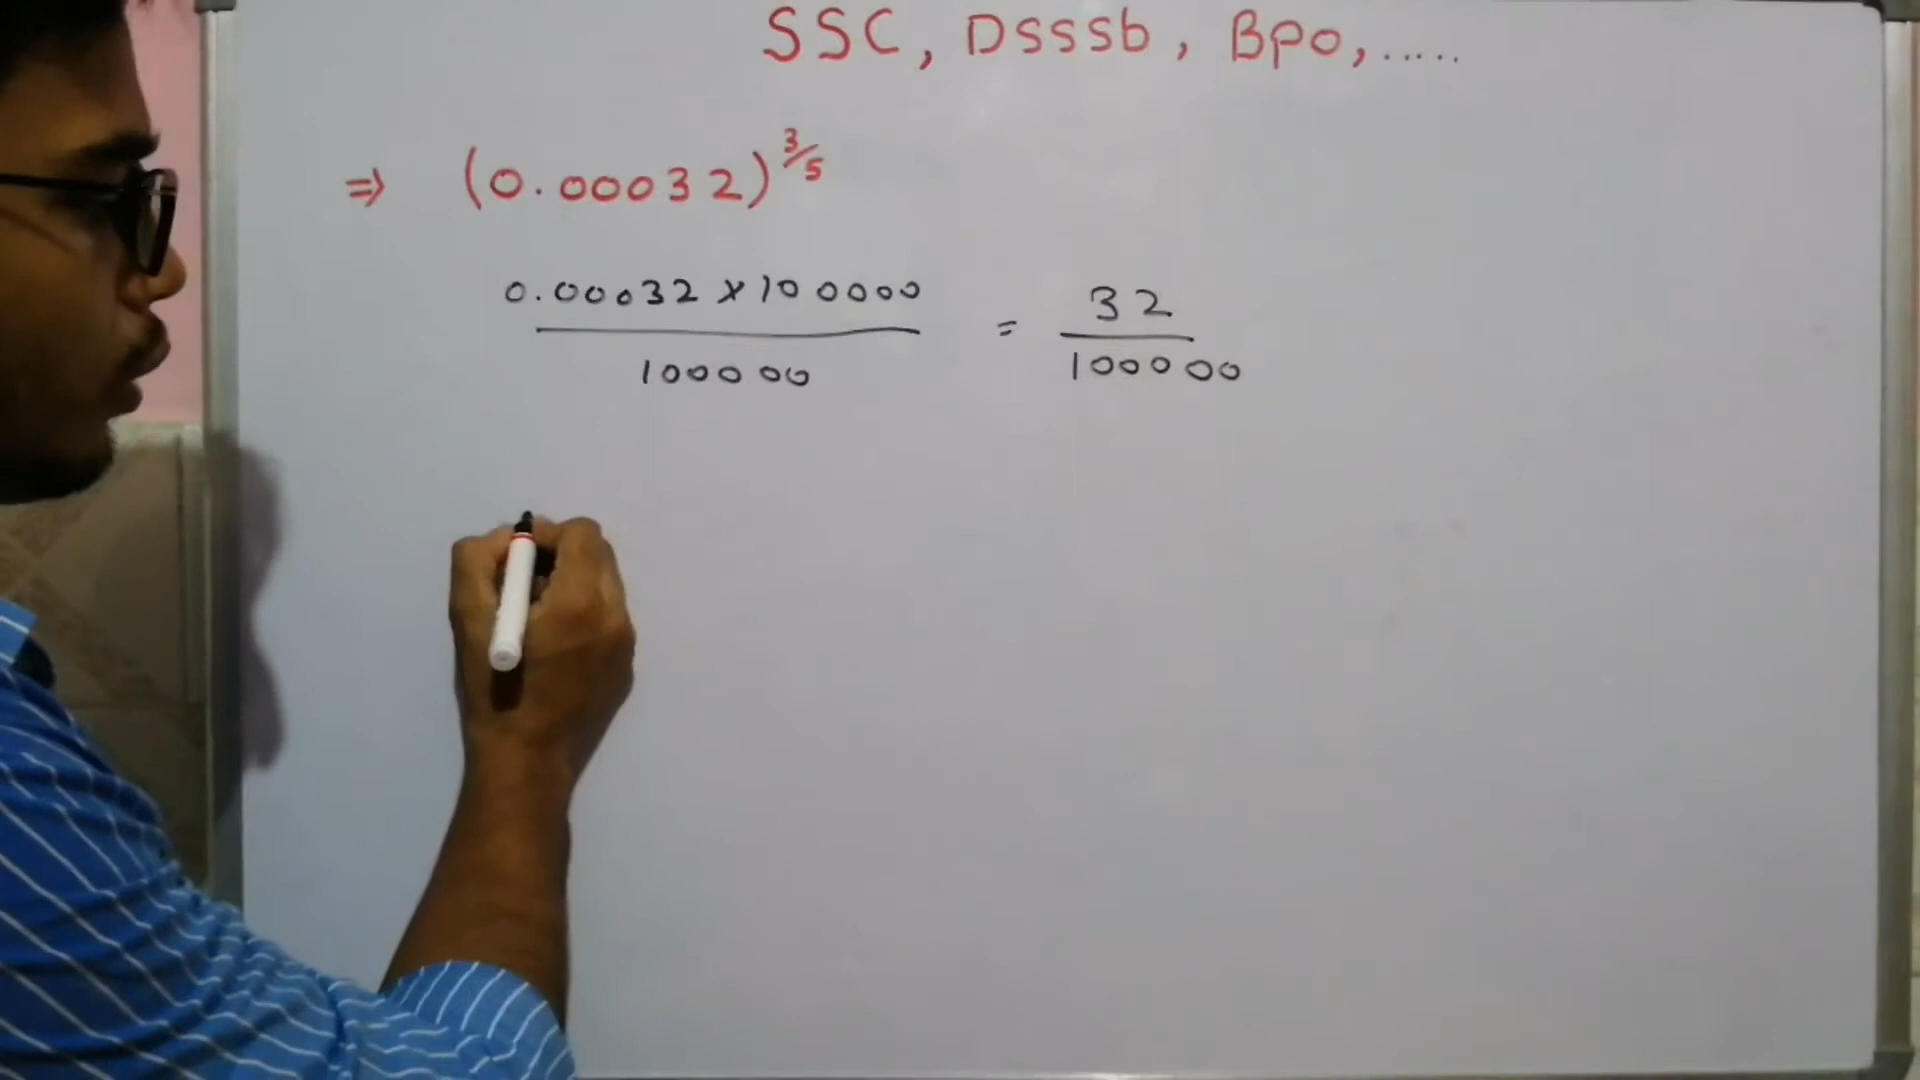 SSC, DSSSb, BPO,.....
⇒ (0.00032)^3/5
0.00032 x 100000 / 100000 = 32 / 100000